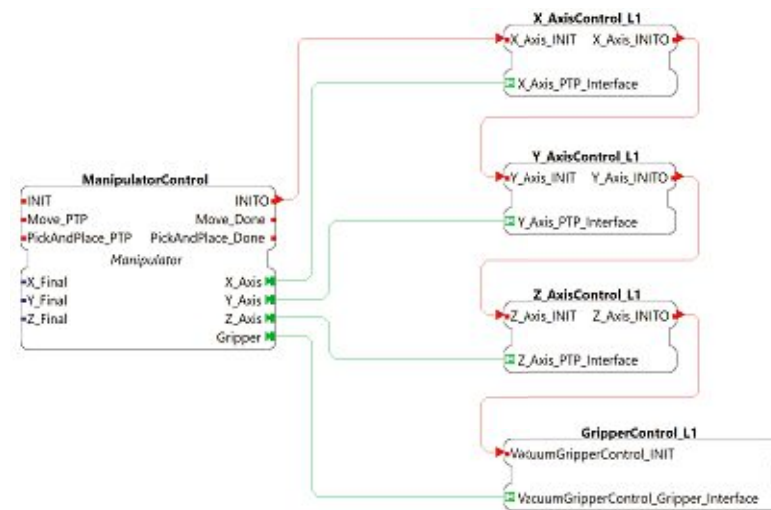 X_AxisControl_L1
X_Axis_INIT X_Axis_INITO
X_Axis_PTP_Interface
Y_AxisControl_L1
Y_Axis_INIT Y_Axis_INITO
Y_Axis_PTP_Interface
ManipulatorControl
INIT INITO
Move_PTP Move_Done
PickAndPlace_PTP PickAndPlace_Done
Manipulator
X_Final X_Axis
Y_Final Y_Axis
Z_Final Z_Axis
Gripper
Z_AxisControl_L1
Z_Axis_INIT Z_Axis_INITO
Z_Axis_PTP_Interface
GripperControl_L1
VacuumGripperControl_INIT
VacuumGripperControl_Gripper_Interface